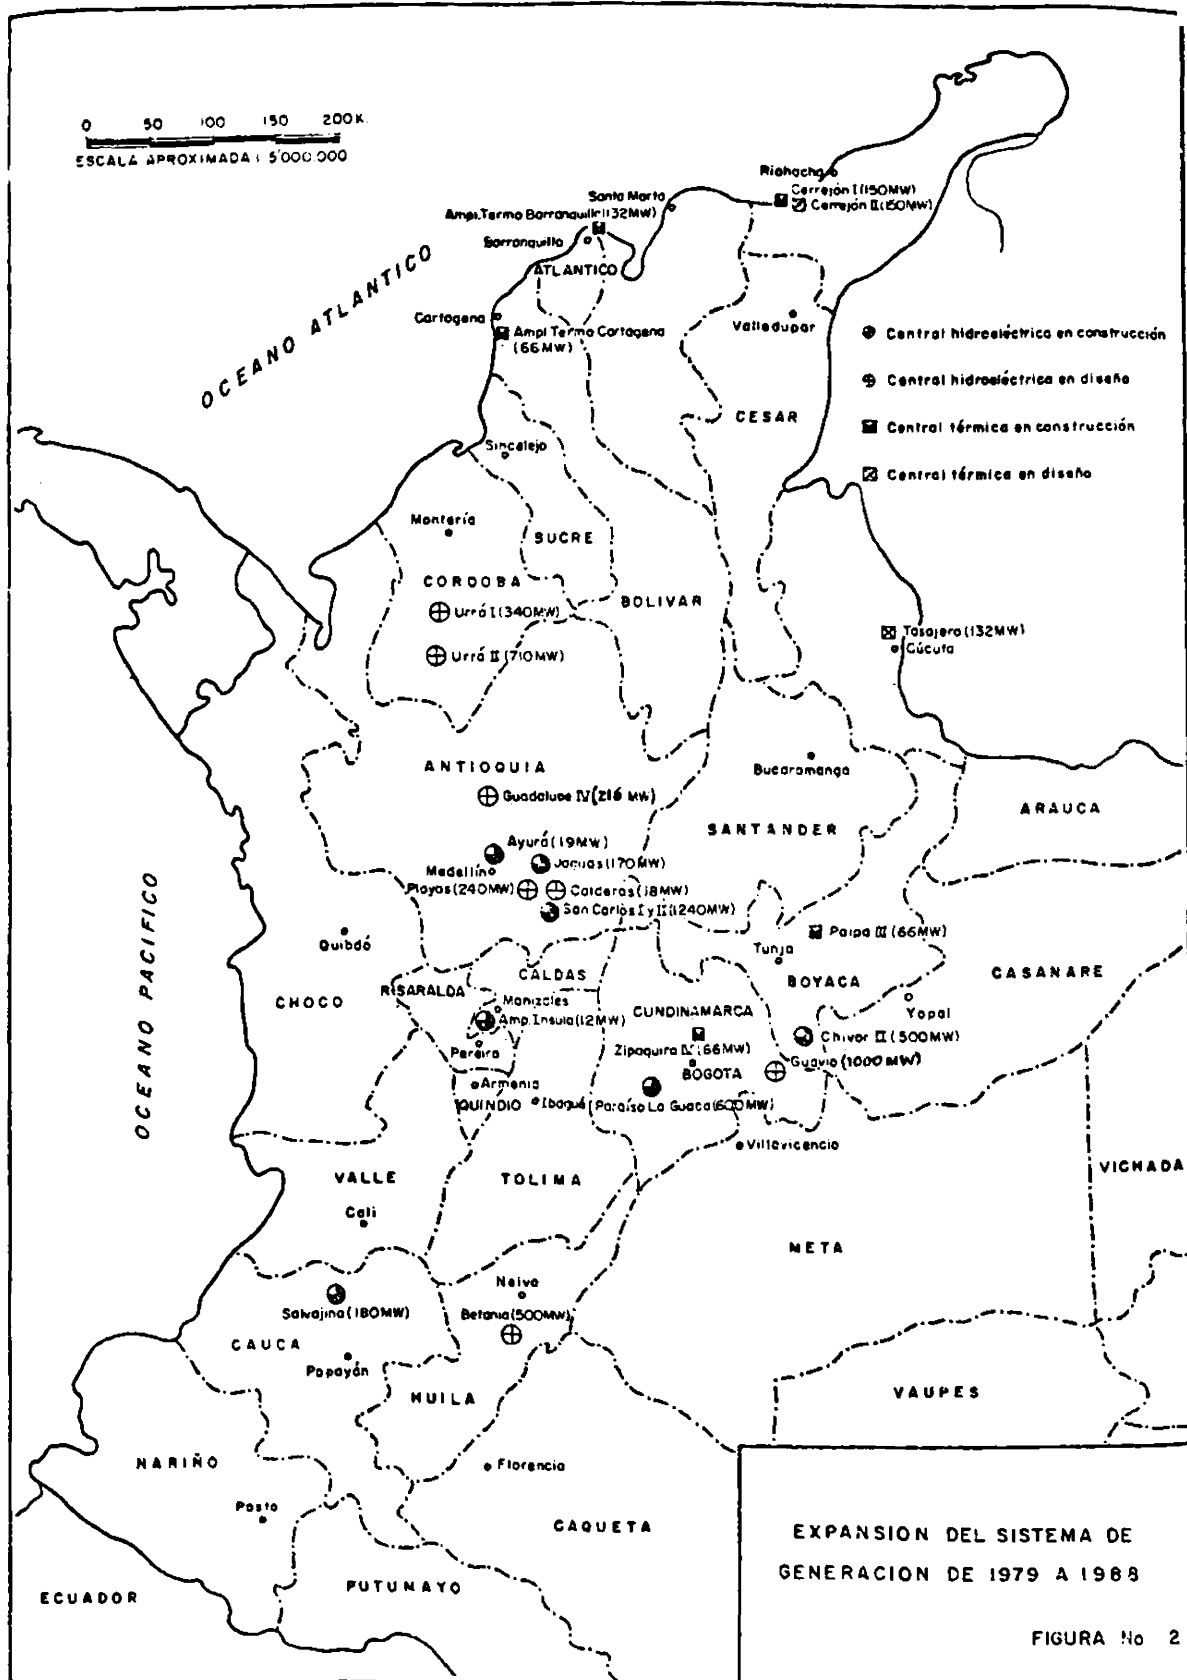 0 50 100 150 200K.
ESCALA APROXIMADA 1 5'000.000
Riohacha
Cerrejón I (150MW)
Cerrejón II (150MW)
Santa Marta
Ampl. Termo Barranquilla (132MW)
Barranquilla
ATLANTICO
OCEANO ATLANTICO
Cartagena
Ampl Termo Cartagena
(66MW)
Valledupar
Central hidroeléctrica en construcción
Central hidroeléctrica en diseño
Central térmica en construcción
Central térmica en diseño
CESAR
Sincelejo
Montería
SUCRE
CORDOBA
BOLIVAR
Urrá I (340MW)
Urrá II (710MW)
Tasajero (132MW)
Cúcuta
ANTIOQUIA
Bucaramanga
Guadalupe IV (216 MW)
ARAUCA
SANTANDER
Ayurá (19MW)
Jaguas (170MW)
Medellín
Playas (240MW)
Calderas (18MW)
San Carlos I y II (1240MW)
Paipa III (66MW)
Quibdó
Tunja
CALDAS
BOYACA
CASANARE
RISARALDA
CHOCO
Manizales
CUNDINAMARCA
Yopal
Amp. Insula (12MW)
Chivor II (500MW)
Pereira
Zipaquira IV (66MW)
BOGOTA
Guavio (1000 MW)
Armenia
QUINDIO
Ibagué
Paraíso La Guaca (600MW)
OCEANO PACIFICO
Villavicencio
VALLE
TOLIMA
VICHADA
Cali
META
Neiva
Salvajina (180MW)
Betania (500MW)
CAUCA
Popayán
HUILA
VAUPES
NARIÑO
Florencia
Pasto
CAQUETA
EXPANSION DEL SISTEMA DE
GENERACION DE 1979 A 1988
PUTUMAYO
ECUADOR
FIGURA No 2